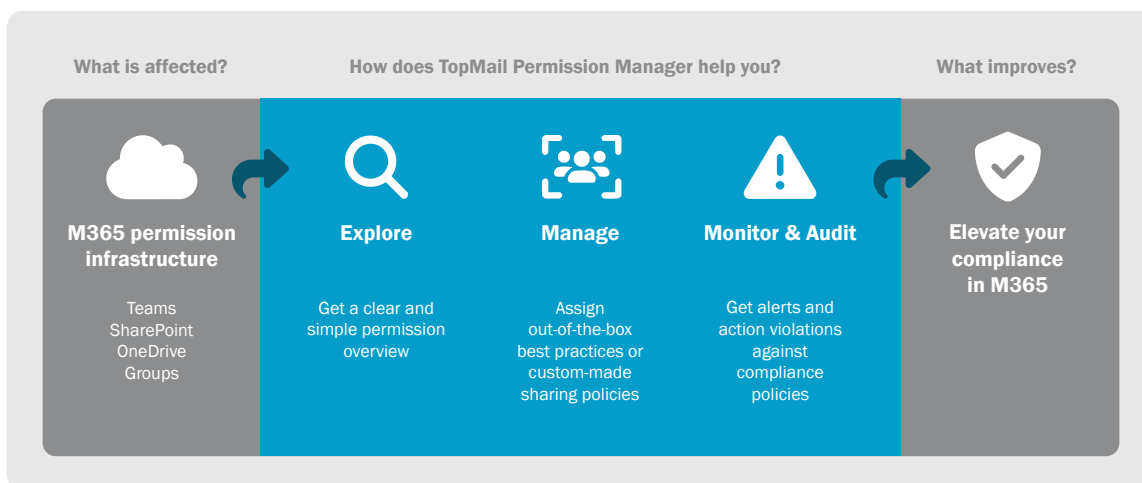 What is affected?
How does TopMail Permission Manager help you?
What improves?
M365 permission
infrastructure
Teams
SharePoint
OneDrive
Groups
Explore
Get a clear and
simple permission
overview
Manage
Assign
out-of-the-box
best practices or
custom-made
sharing policies
Monitor & Audit
Get alerts and
action violations
against
compliance
policies
Elevate your
compliance
in M365